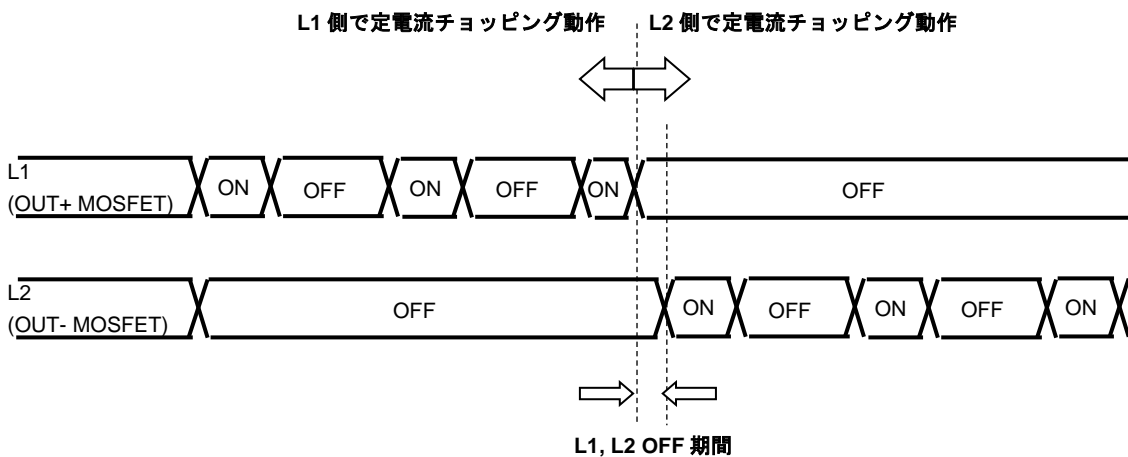 L1 側で定電流チョッピング動作 L2 側で定電流チョッピング動作
L1
(OUT+ MOSFET)
ON OFF ON OFF ON OFF
L2
(OUT- MOSFET)
OFF ON OFF ON OFF ON
L1, L2 OFF 期間